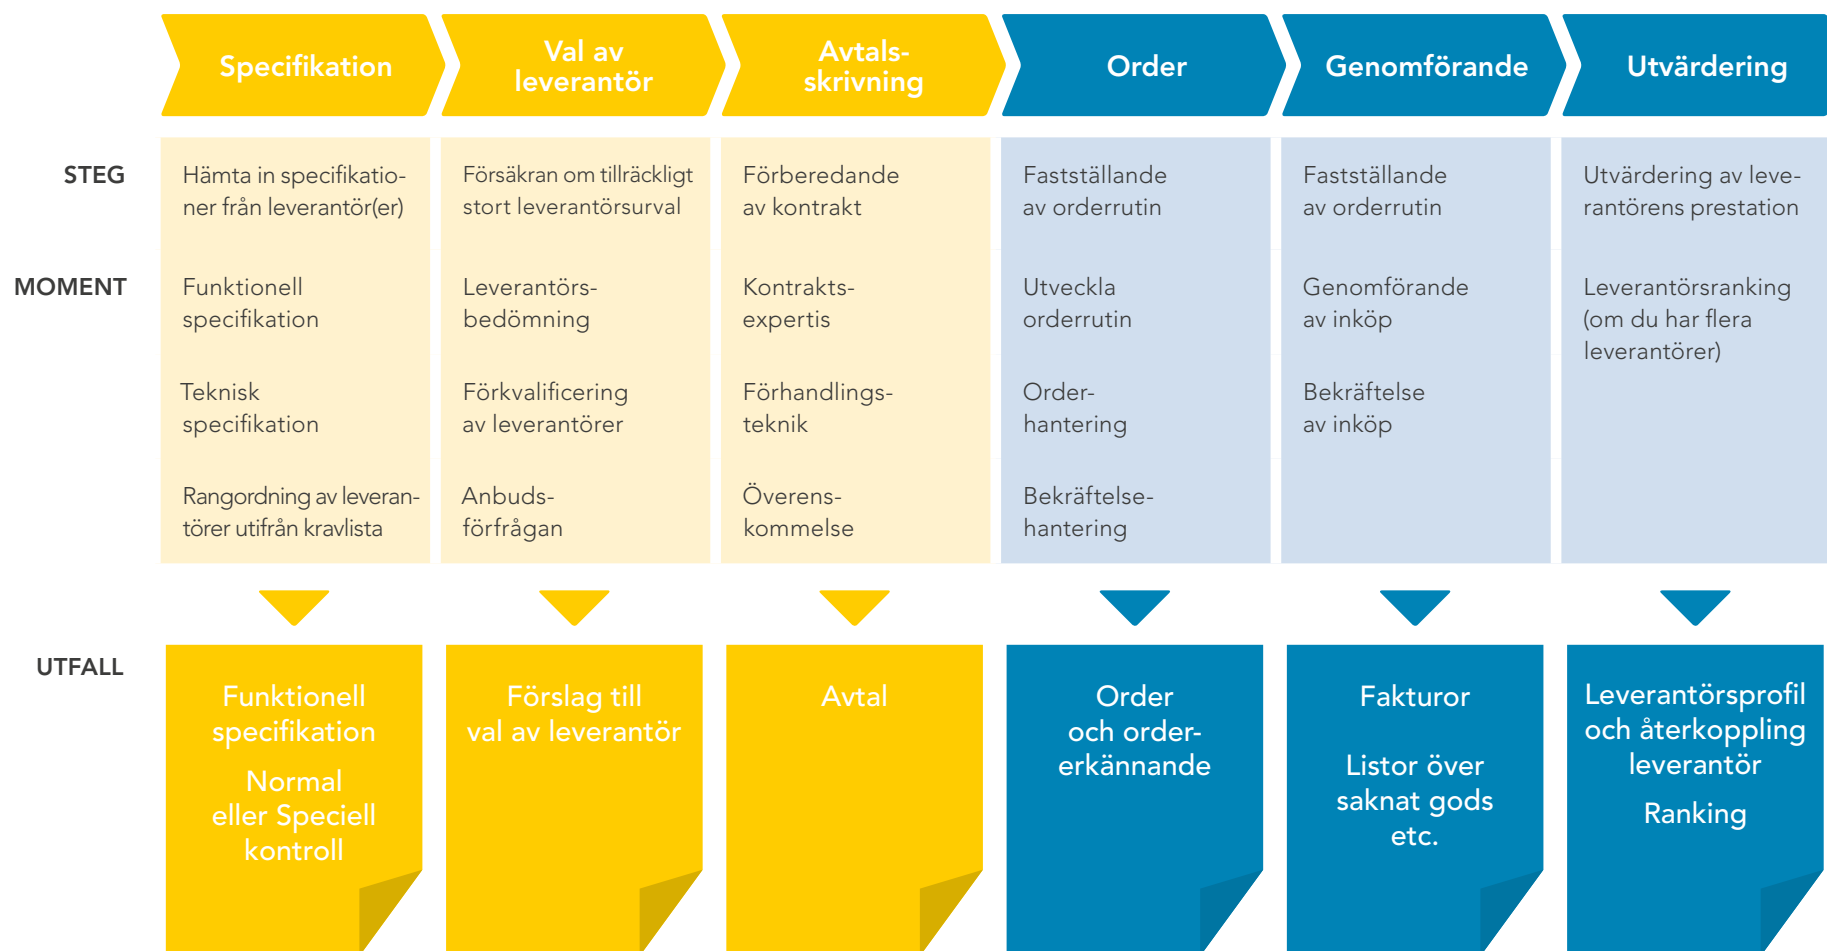 Specifikation
Val av
leverantör
Avtals-
skrivning
Order
Genomförande
Utvärdering
STEG
Hämta in specifikatio-
ner från leverantör(er)
Försäkran om tillräckligt
stort leverantörsurval
Förberedande
av kontrakt
Fastställande
av orderrutin
Fastställande
av orderrutin
Utvärdering av leve-
rantörens prestation
MOMENT
Funktionell
specifikation
Leverantörs-
bedömning
Kontrakts-
expertis
Utveckla
orderrutin
Genomförande
av inköp
Leverantörsranking
(om du har flera
leverantörer)
Teknisk
specifikation
Förkvalificering
av leverantörer
Förhandlings-
teknik
Order-
hantering
Bekräftelse
av inköp
Rangordning av leveran-
törer utifrån kravlista
Anbuds-
förfrågan
Överens-
kommelse
Bekräftelse-
hantering
UTFALL
Funktionell
specifikation
Normal
eller Speciell
kontroll
Förslag till
val av leverantör
Avtal
Order
och order-
erkännande
Fakturor
Listor över
saknat gods
etc.
Leverantörsprofil
och återkoppling
leverantör
Ranking